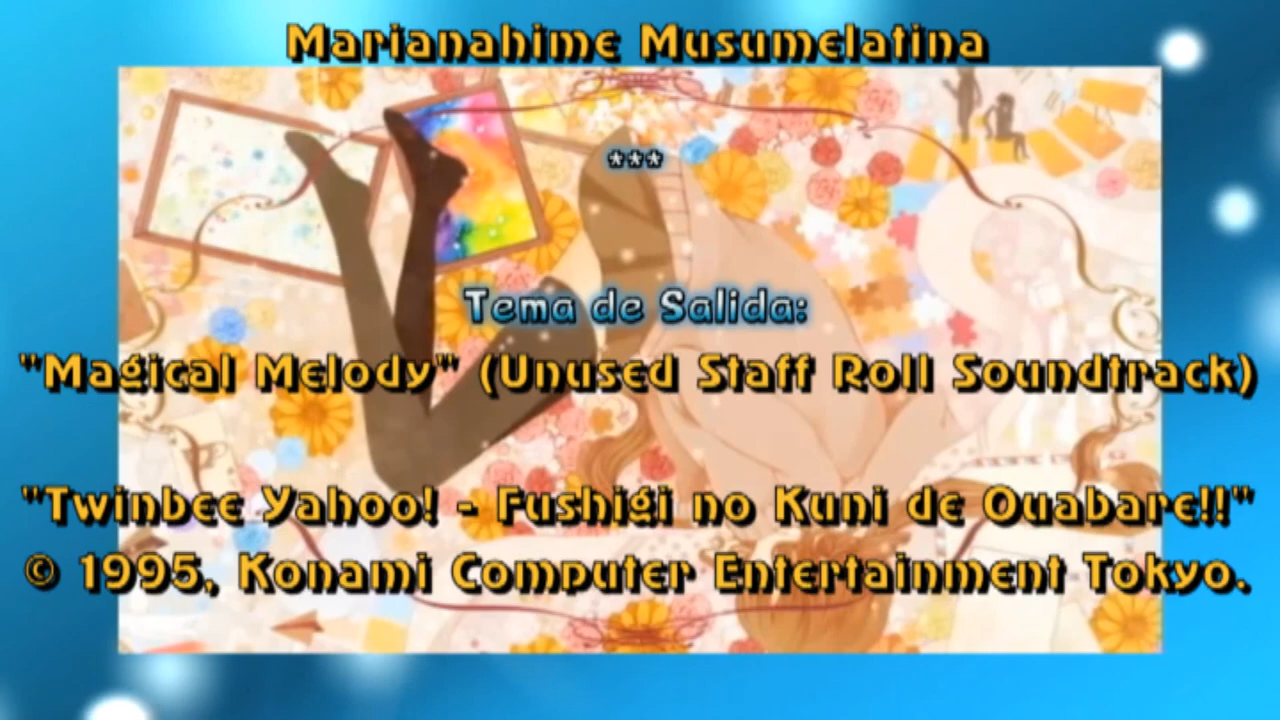 Marianahime Musumelatina
***
Tema de Salida:
"Magical Melody" (Unused Staff Roll Soundtrack)
"Twinbee Yahoo! - Fushigi no Kuni de Ouabare!!"
© 1995, Konami Computer Entertainment Tokyo.